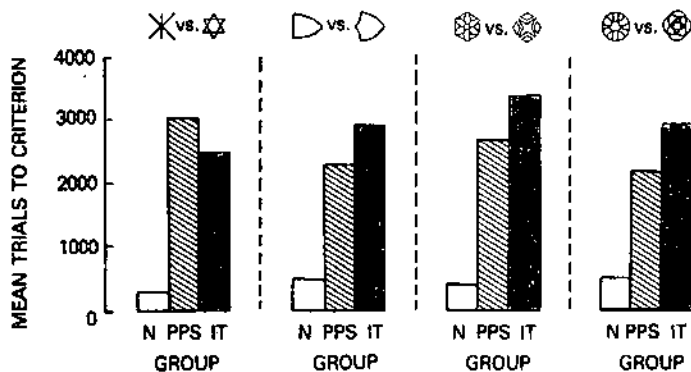 vs. vs. vs. vs.
MEAN TRIALS TO CRITERION
4000
3000
2000
1000
0
N PPS IT N PPS IT N PPS IT N PPS IT
GROUP GROUP GROUP GROUP